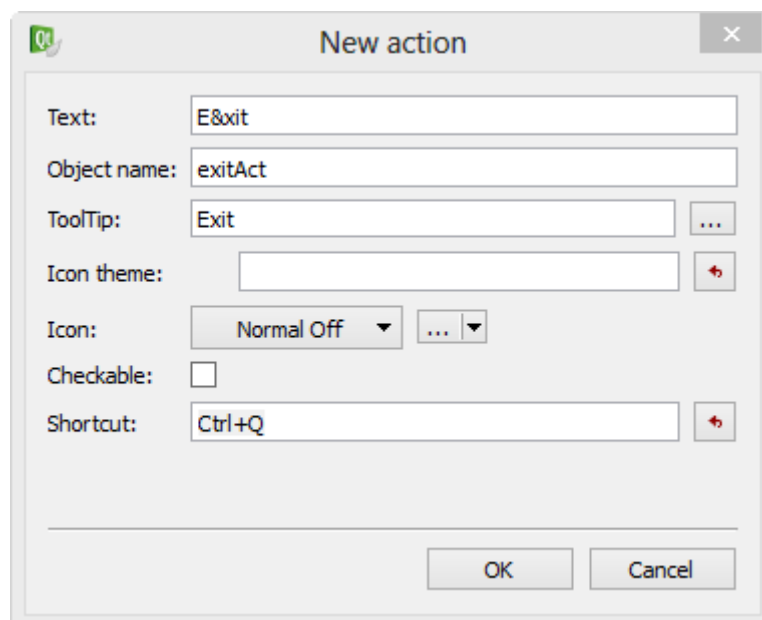 New action
Text: E&xit
Object name: exitAct
ToolTip: Exit ...
Icon theme:
Icon: Normal Off ...
Checkable:
Shortcut: Ctrl+Q
OK Cancel